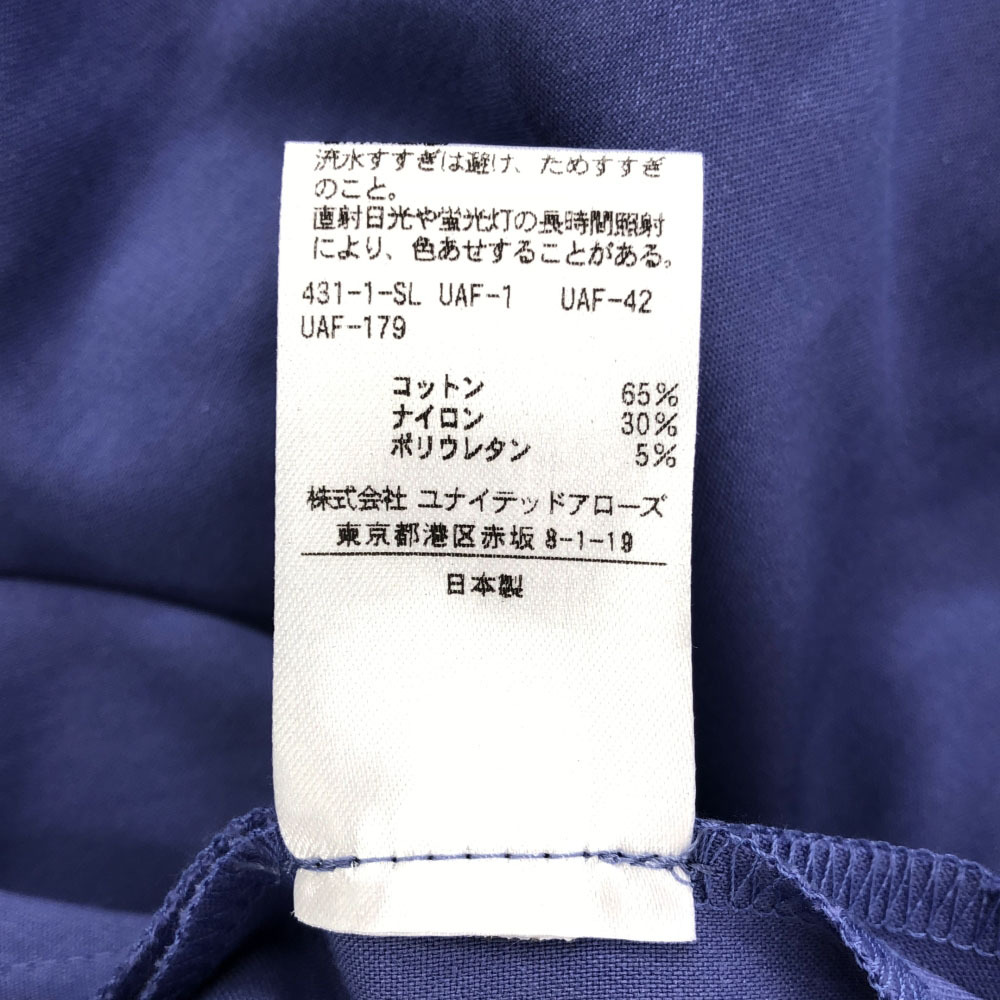 流水すすぎは避け、ためすすぎ
のこと。
直射日光や蛍光灯の長時間照射
により、色あせすることがある。
431-1-SL UAF-1 UAF-42
UAF-179
コットン 65%
ナイロン 30%
ポリウレタン 5%
株式会社 ユナイテッドアローズ
東京都港区赤坂 8-1-19
日本製